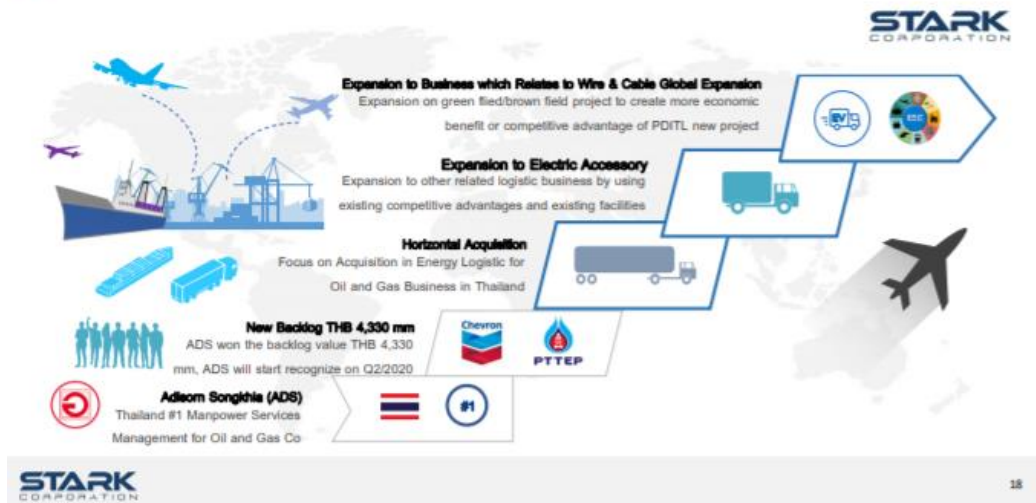 STARK
CORPORATION
Expansion to Business which Relates to Wire & Cable Global Expansion
Expansion on green flied/brown field project to create more economic
benefit or competitive advantage of PDITL new project
EV
EEC
Expansion to Electric Accessory
Expansion to other related logistic business by using
existing competitive advantages and existing facilities
Horizontal Acquisition
Focus on Acquisition in Energy Logistic for
Oil and Gas Business in Thailand
New Backlog THB 4,330 mm
ADS won the backlog value THB 4,330
mm, ADS will start recognize on Q2/2020
Chevron
PTTEP
Adisorn Songkhla (ADS)
Thailand #1 Manpower Services
Management for Oil and Gas Co
#1
STARK
CORPORATION
18